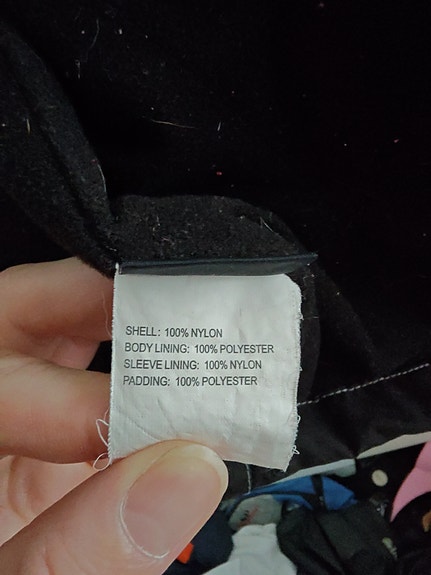 SHELL: 100% NYLON
BODY LINING: 100% POLYESTER
SLEEVE LINING: 100% NYLON
PADDING: 100% POLYESTER